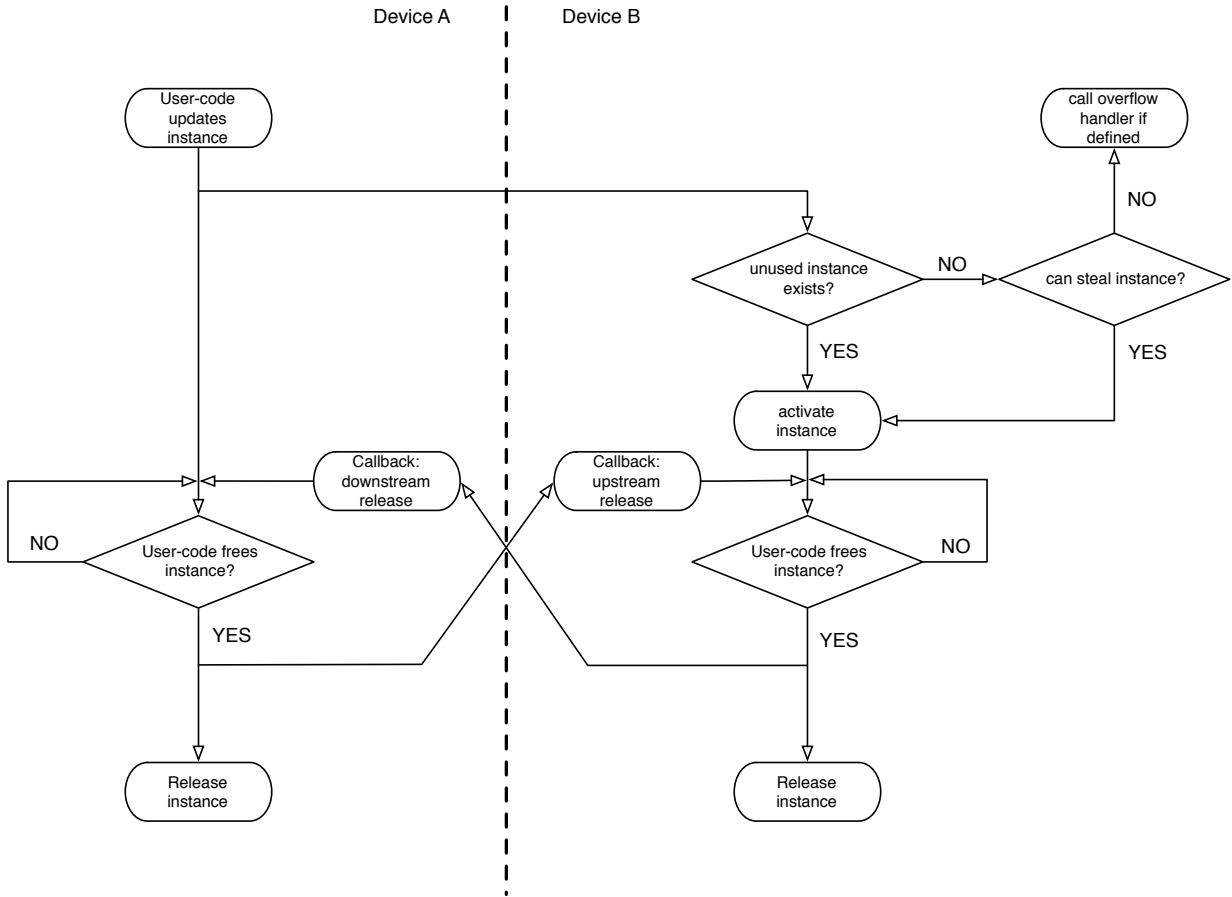 Device A
Device B
User-code
updates
instance
call overflow
handler if
defined
NO
unused instance
exists?
NO
can steal instance?
YES
YES
activate
instance
Callback:
downstream
release
Callback:
upstream
release
NO
User-code frees
instance?
User-code frees
instance?
NO
YES
YES
Release
instance
Release
instance